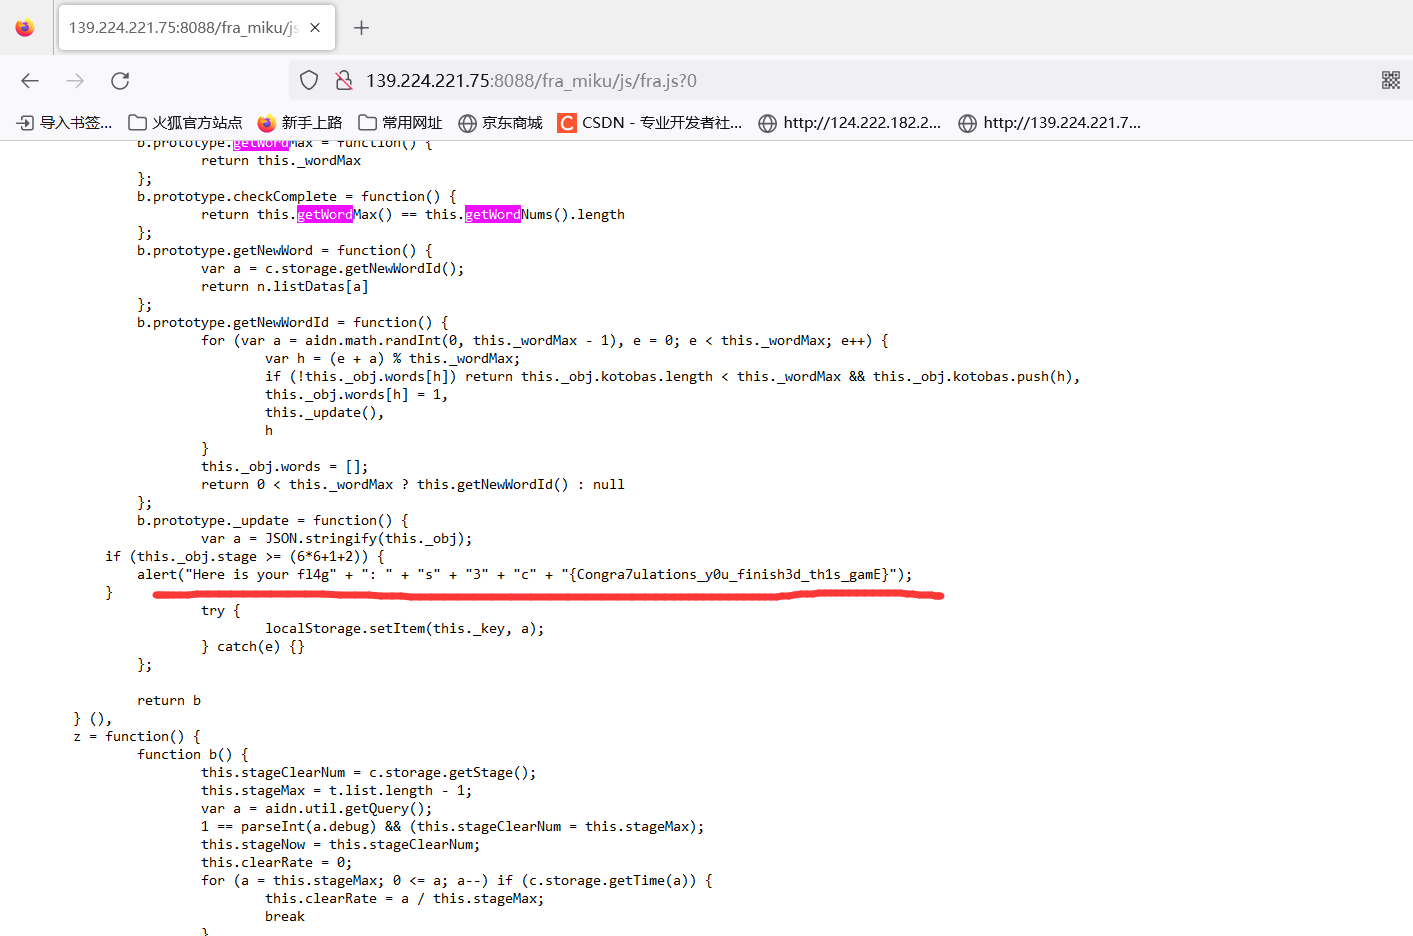 139.224.221.75:8088/fra_miku/js
139.224.221.75:8088/fra_miku/js/fra.js?0
导入书签... 火狐官方站点 新手上路 常用网址 京东商城 CSDN - 专业开发者社... http://124.222.182.2... http://139.224.221.7...
b.prototype.getWordMax = function() {
return this._wordMax
};
b.prototype.checkComplete = function() {
return this.getWordMax() == this.getWordNums().length
};
b.prototype.getNewWord = function() {
var a = c.storage.getNewWordId();
return n.listDatas[a]
};
b.prototype.getNewWordId = function() {
for (var a = aidn.math.randInt(0, this._wordMax - 1), e = 0; e < this._wordMax; e++) {
var h = (e + a) % this._wordMax;
if (!this._obj.words[h]) return this._obj.kotobas.length < this._wordMax && this._obj.kotobas.push(h),
this._obj.words[h] = 1,
this._update(),
h
}
this._obj.words = [];
return 0 < this._wordMax ? this.getNewWordId() : null
};
b.prototype._update = function() {
var a = JSON.stringify(this._obj);
if (this._obj.stage >= (6*6+1+2)) {
alert("Here is your fl4g" + ": " + "s" + "3" + "c" + "{Congra7ulations_y0u_finish3d_th1s_gamE}");
}
try {
localStorage.setItem(this._key, a);
} catch(e) {}
};
return b
} (),
z = function() {
function b() {
this.stageClearNum = c.storage.getStage();
this.stageMax = t.list.length - 1;
var a = aidn.util.getQuery();
1 == parseInt(a.debug) && (this.stageClearNum = this.stageMax);
this.stageNow = this.stageClearNum;
this.clearRate = 0;
for (a = this.stageMax; 0 <= a; a--) if (c.storage.getTime(a)) {
this.clearRate = a / this.stageMax;
break
}